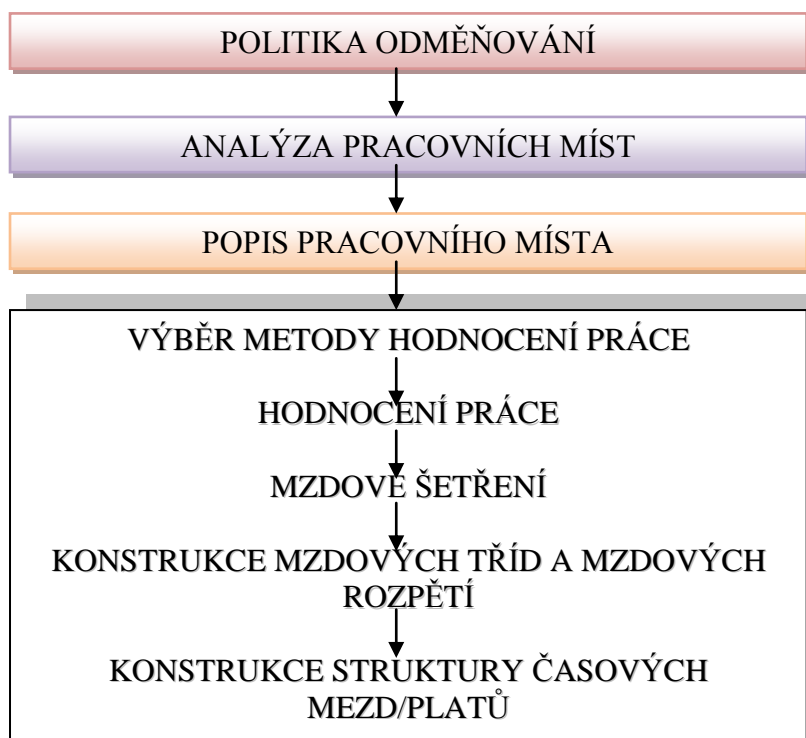 POLITIKA ODMĚŇOVÁNÍ
ANALÝZA PRACOVNÍCH MÍST
POPIS PRACOVNÍHO MÍSTA
VÝBĚR METODY HODNOCENÍ PRÁCE
HODNOCENÍ PRÁCE
MZDOVÉ ŠETŘENÍ
KONSTRUKCE MZDOVÝCH TŘÍD A MZDOVÝCH
ROZPĚTÍ
KONSTRUKCE STRUKTURY ČASOVÝCH
MEZD/PLATŮ